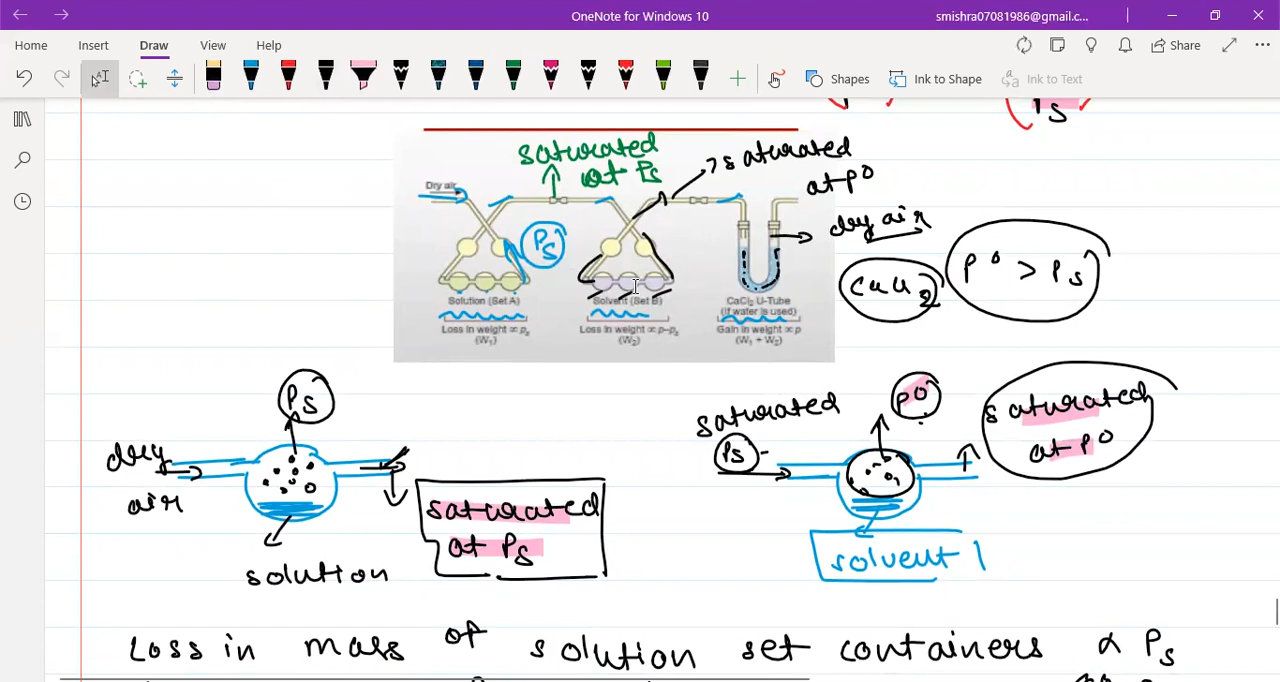 OneNote for Windows 10
smishra07081986@gmail.c...
Home Insert Draw View Help
Share
Shapes
Ink to Shape
Ink to Text
Ps
saturated
at Ps
saturated
at P°
Dry air
dry air
Ps
CaCl2
P° > Ps
Solution (Set A)
Loss in weight ∝ ps
(W1)
Solvent (Set B)
Loss in weight ∝ p-ps
(W2)
CaCl2 U-Tube
(If water is used)
Gain in weight ∝ p
(W1 + W2)
Ps
dry
air
solution
saturated
at Ps
saturated
Ps
P°
saturated
at P°
solvent
Loss in mass of solution set containers ∝ Ps